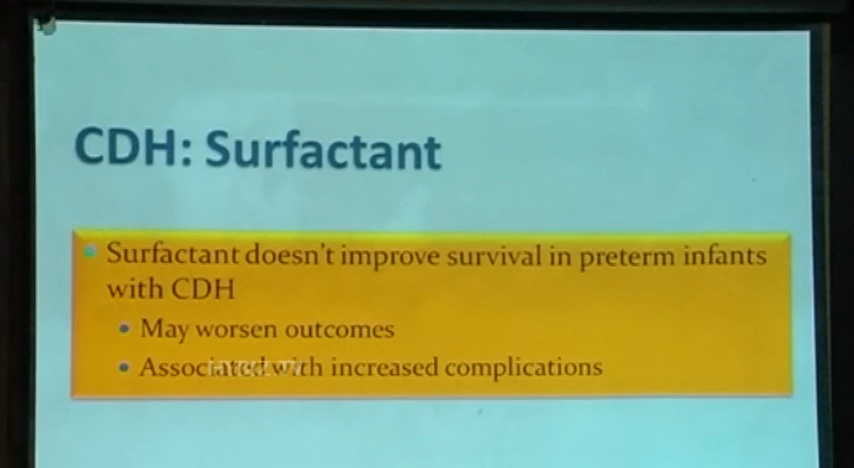 CDH: Surfactant
Surfactant doesn't improve survival in preterm infants
with CDH
May worsen outcomes
Associated with increased complications